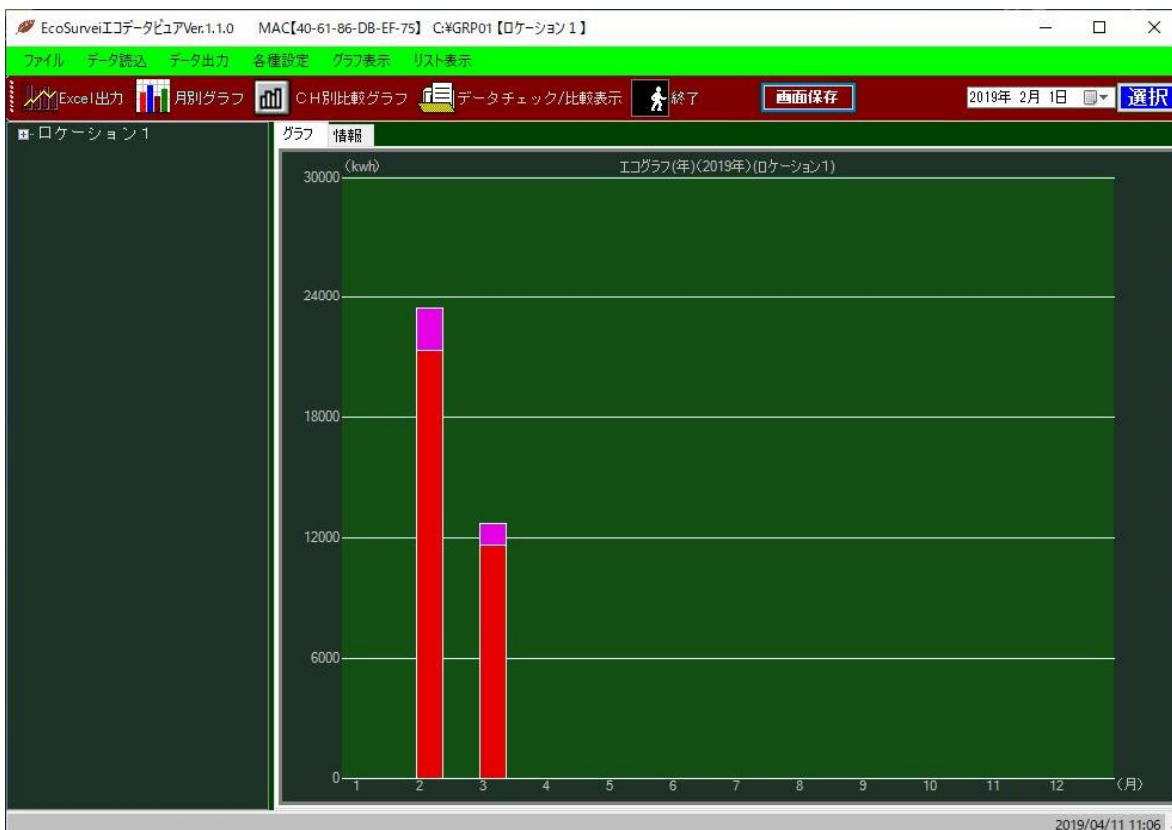 EcoSurveiエコデータビュアVer.1.1.0 MAC【40-61-86-DB-EF-75】 C:¥GRP01【ロケーション１】
ファイル データ読込 データ出力 各種設定 グラフ表示 リスト表示
Excel出力 月別グラフ CH別比較グラフ データチェック/比較表示 終了 画面保存 2019年 2月 1日 選択
ロケーション1
グラフ 情報
(kwh) エコグラフ(年)(2019年)(ロケーション1)
30000
24000
18000
12000
6000
0
1 2 3 4 5 6 7 8 9 10 11 12 (月)
2019/04/11 11:06